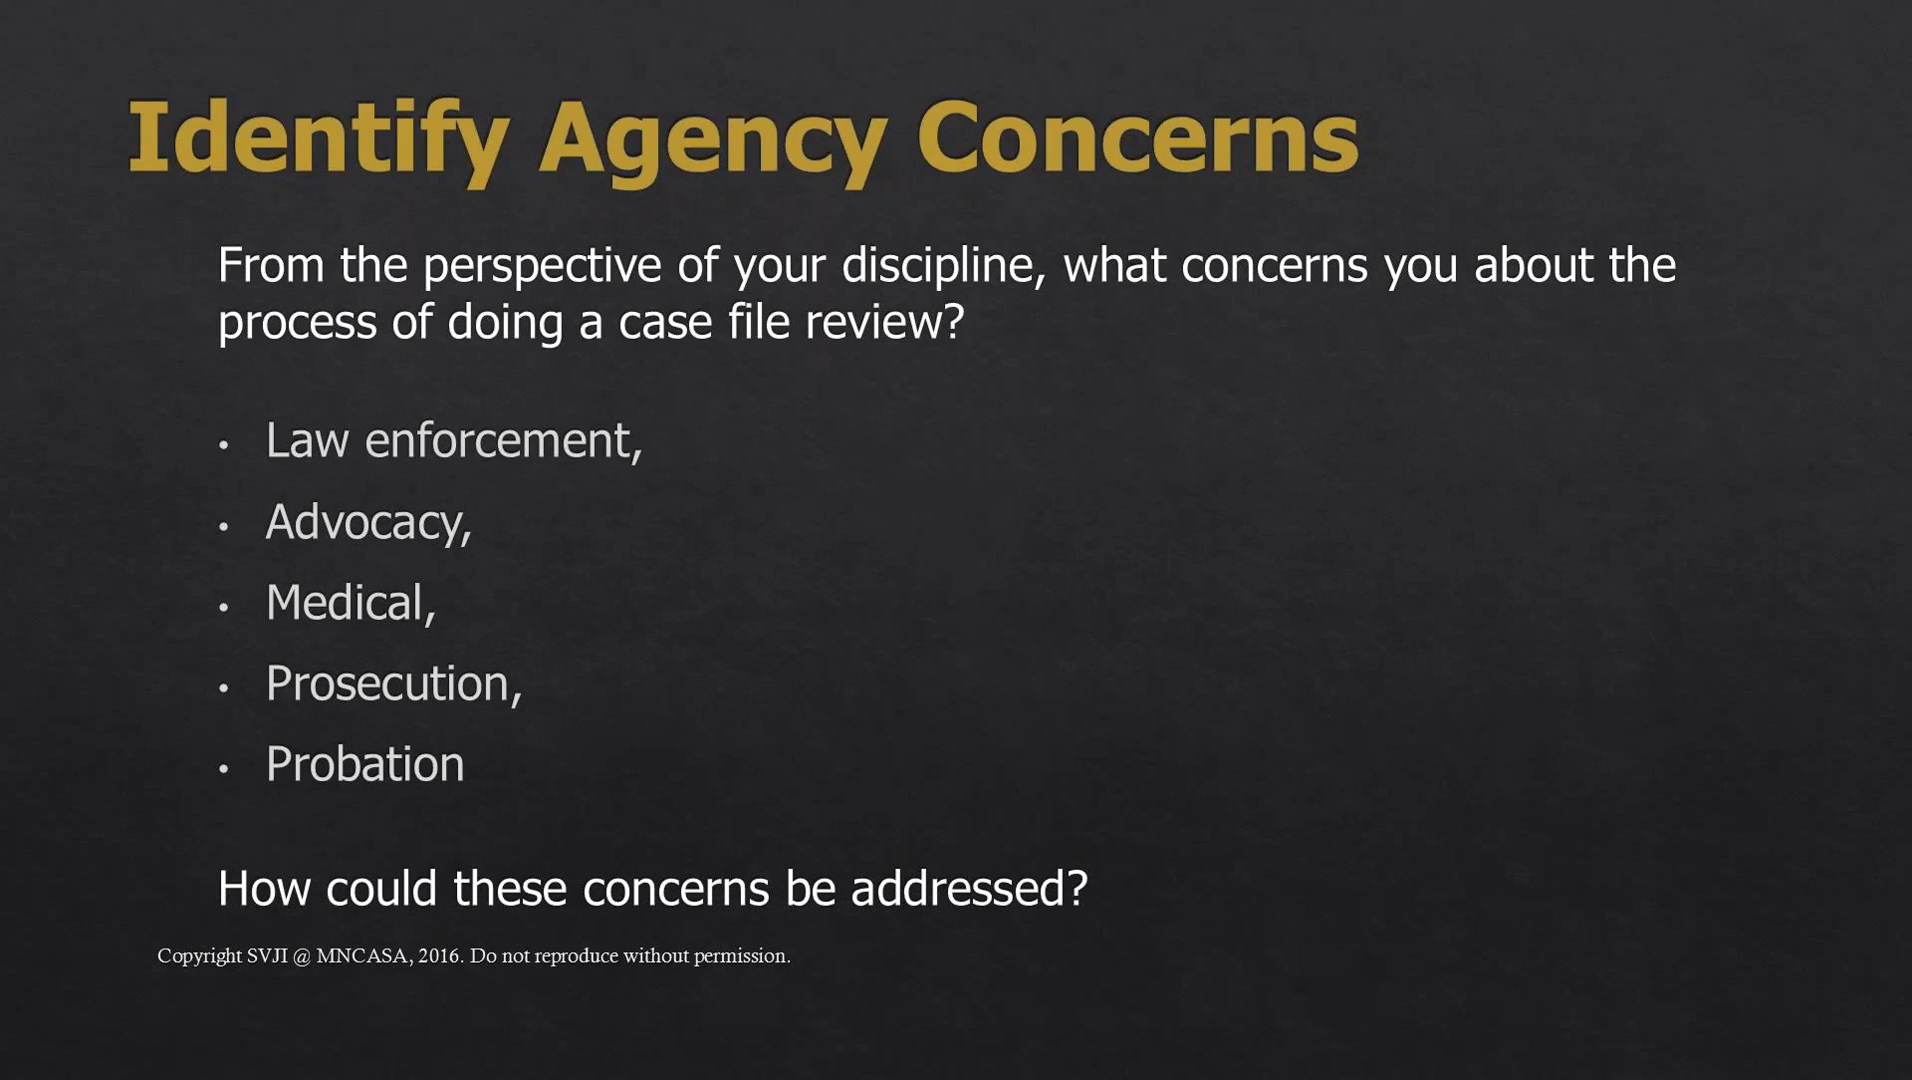 Identify Agency Concerns
From the perspective of your discipline, what concerns you about the
process of doing a case file review?
• Law enforcement,
• Advocacy,
• Medical,
• Prosecution,
• Probation
How could these concerns be addressed?
Copyright SVJI @ MNCASA, 2016. Do not reproduce without permission.